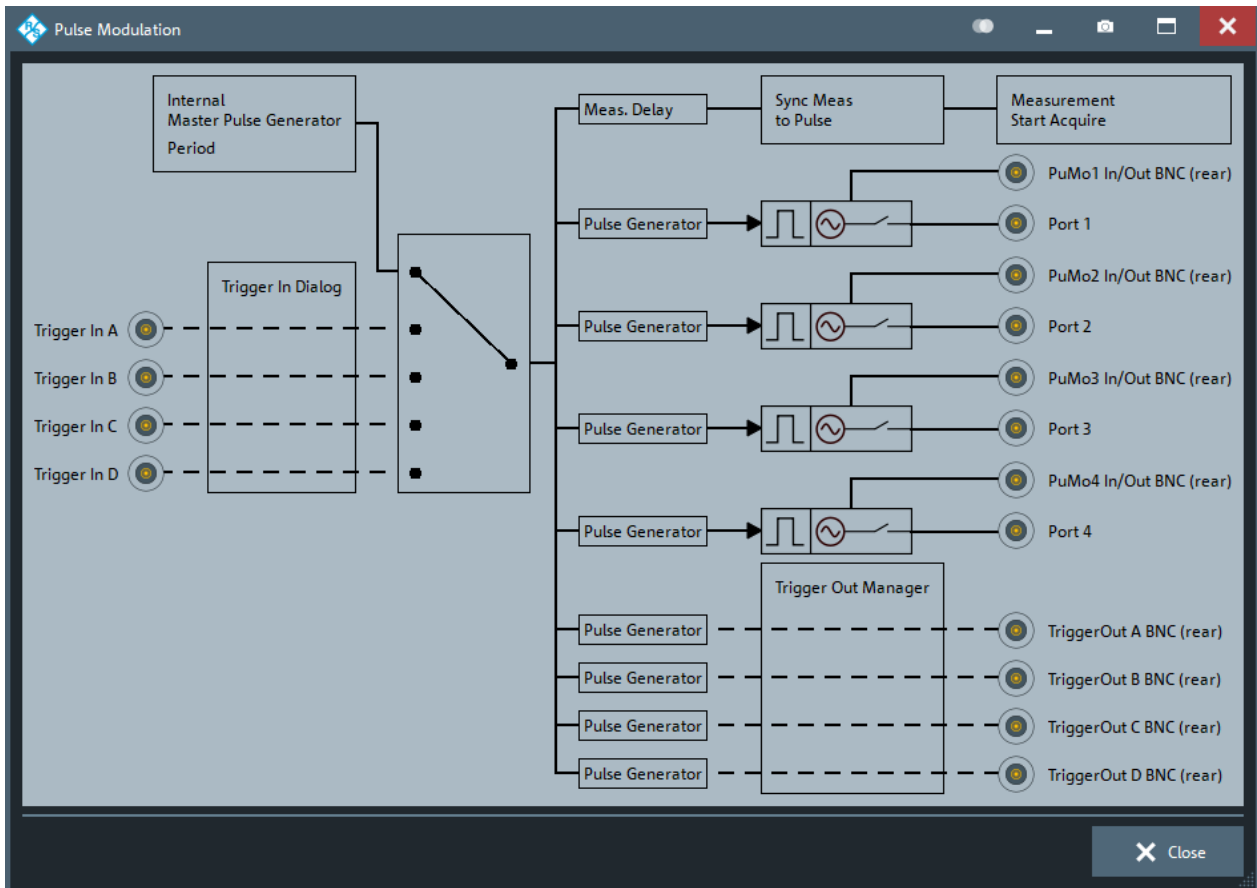 R&S
Pulse Modulation
Internal
Master Pulse Generator
Period
Trigger In Dialog
Trigger In A
Trigger In B
Trigger In C
Trigger In D
Meas. Delay
Sync Meas
to Pulse
Measurement
Start Acquire
PuMo1 In/Out BNC (rear)
Pulse Generator
Port 1
PuMo2 In/Out BNC (rear)
Pulse Generator
Port 2
PuMo3 In/Out BNC (rear)
Pulse Generator
Port 3
PuMo4 In/Out BNC (rear)
Pulse Generator
Port 4
Trigger Out Manager
Pulse Generator
TriggerOut A BNC (rear)
Pulse Generator
TriggerOut B BNC (rear)
Pulse Generator
TriggerOut C BNC (rear)
Pulse Generator
TriggerOut D BNC (rear)
Close